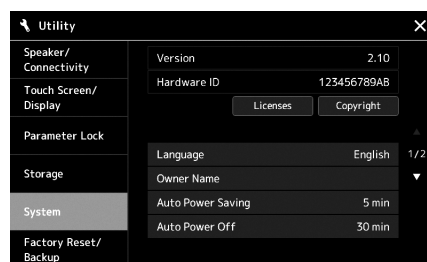 Utility
Speaker/
Connectivity
Touch Screen/
Display
Parameter Lock
Storage
System
Factory Reset/
Backup
Version 2.10
Hardware ID 123456789AB
Licenses Copyright
Language English
Owner Name
Auto Power Saving 5 min
Auto Power Off 30 min
1/2